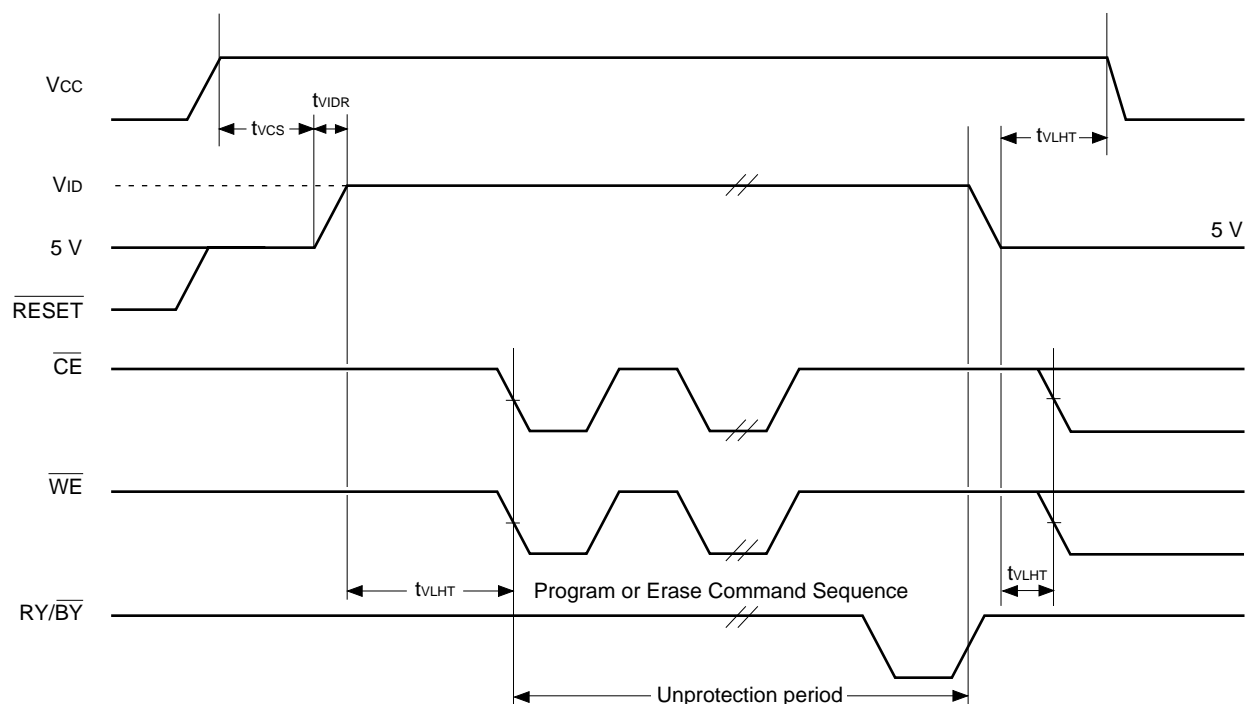 VCC
tVIDR
tVCS
tVLHT
VID
5 V
5 V
RESET
CE
WE
tVLHT
Program or Erase Command Sequence
tVLHT
RY/BY
Unprotection period